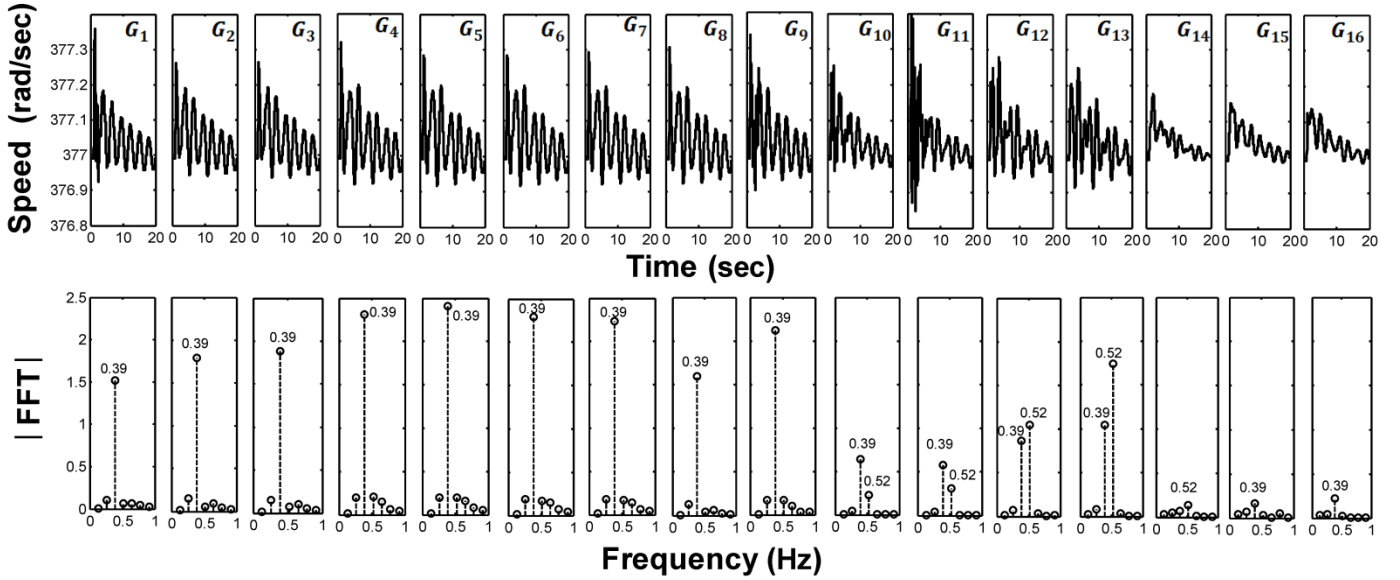 Speed (rad/sec)
377.3
377.2
377.1
377
376.9
376.8
G1 G2 G3 G4 G5 G6 G7 G8 G9 G10 G11 G12 G13 G14 G15 G16
0 10 20 0 10 20 0 10 20 0 10 20 0 10 20 0 10 20 0 10 20 0 10 20 0 10 20 0 10 20 0 10 20 0 10 20 0 10 20 0 10 20 0 10 20 0 10 20
Time (sec)
|FFT|
2.5
2
1.5
1
0.5
0
0.39 0.39 0.39 0.39 0.39 0.39 0.39 0.39 0.39 0.39 0.52 0.39 0.52 0.39 0.52 0.39 0.52 0.52 0.39 0.39
0 0.5 1 0 0.5 1 0 0.5 1 0 0.5 1 0 0.5 1 0 0.5 1 0 0.5 1 0 0.5 1 0 0.5 1 0 0.5 1 0 0.5 1 0 0.5 1 0 0.5 1 0 0.5 1 0 0.5 1 0 0.5 1
Frequency (Hz)